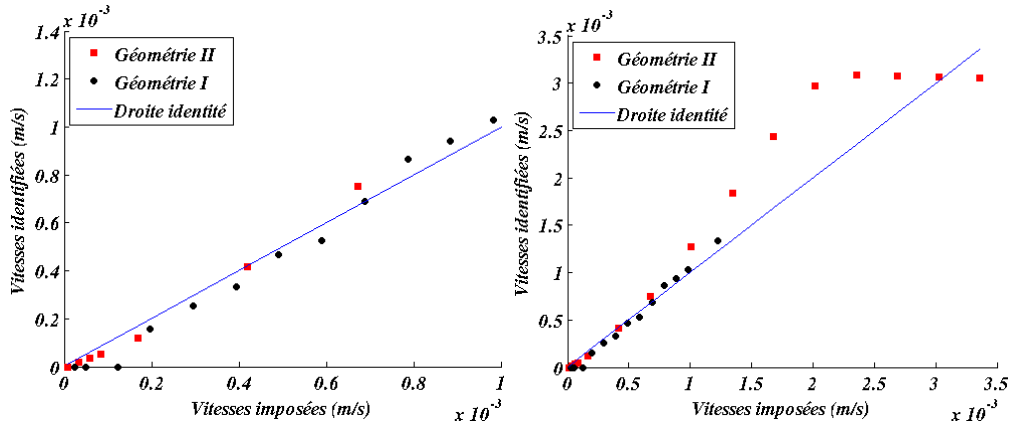 x 10⁻³
1.4
1.2
1
0.8
0.6
0.4
0.2
0
Vitesses identifiées (m/s)
Géométrie II
Géométrie I
Droite identité
0 0.2 0.4 0.6 0.8 1
Vitesses imposées (m/s)
x 10⁻³
x 10⁻³
3.5
3
2.5
2
1.5
1
0.5
0
Vitesses identifiées (m/s)
Géométrie II
Géométrie I
Droite identité
0 0.5 1 1.5 2 2.5 3 3.5
Vitesses imposées (m/s)
x 10⁻³